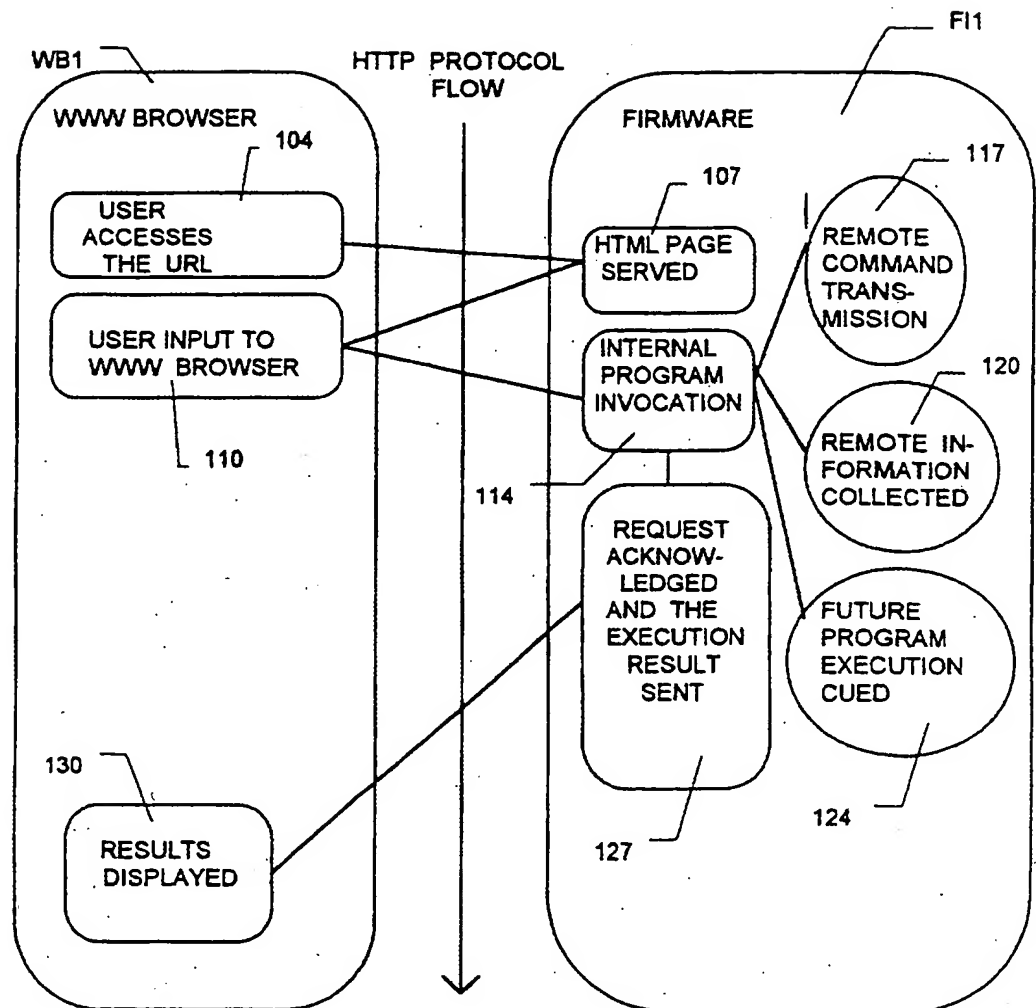 FI1
WB1
HTTP PROTOCOL
FLOW
WWW BROWSER
FIRMWARE
104
107
117
USER
ACCESSES
THE URL
HTML PAGE
SERVED
REMOTE
COMMAND
TRANS-
MISSION
USER INPUT TO
WWW BROWSER
INTERNAL
PROGRAM
INVOCATION
120
110
114
REMOTE IN-
FORMATION
COLLECTED
REQUEST
ACKNOW-
LEDGED
AND THE
EXECUTION
RESULT
SENT
FUTURE
PROGRAM
EXECUTION
CUED
130
127
124
RESULTS
DISPLAYED